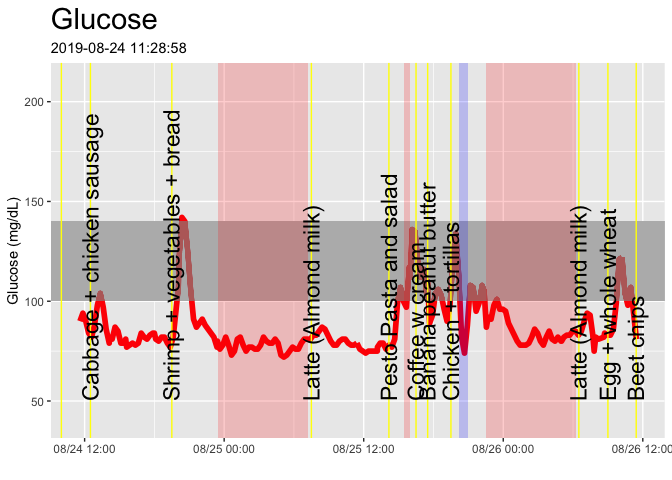 Glucose
2019-08-24 11:28:58
Glucose (mg/dL)
200
150
100
50
Cabbage + chicken sausage
Shrimp + vegetables + bread
Latte (Almond milk)
Pesto Pasta and salad
Coffee w cream
Banana peanut butter
Chicken + tortillas
Latte (Almond milk)
Egg + whole wheat
Beet chips
08/24 12:00
08/25 00:00
08/25 12:00
08/26 00:00
08/26 12:00